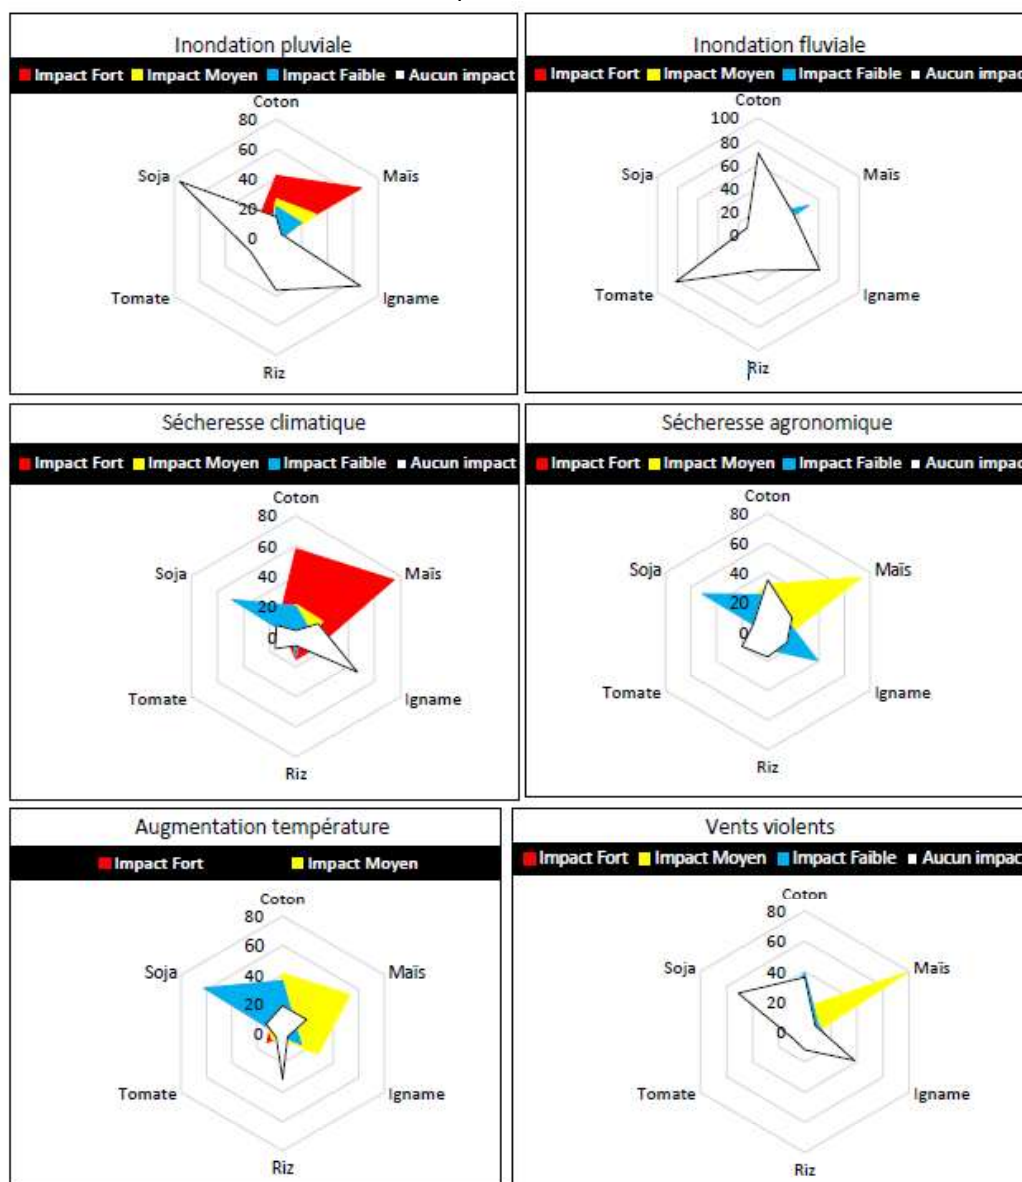 Inondation pluviale
Impact Fort Impact Moyen Impact Faible Aucun impact
Coton
80
60
40
20
0
Maïs
Igname
Riz
Tomate
Soja
Inondation fluviale
Impact Fort Impact Moyen Impact Faible Aucun impac
Coton
100
80
60
40
20
0
Maïs
Igname
Riz
Tomate
Soja
Sécheresse climatique
Impact Fort Impact Moyen Impact Faible Aucun impact
Coton
80
60
40
20
0
Maïs
Igname
Riz
Tomate
Soja
Sécheresse agronomique
Impact Fort Impact Moyen Impact Faible Aucun impac
Coton
80
60
40
20
0
Maïs
Igname
Riz
Tomate
Soja
Augmentation température
Impact Fort Impact Moyen
Coton
80
60
40
20
0
Maïs
Igname
Riz
Tomate
Soja
Vents violents
Impact Fort Impact Moyen Impact Faible Aucun impac
Coton
80
60
40
20
0
Maïs
Igname
Riz
Tomate
Soja